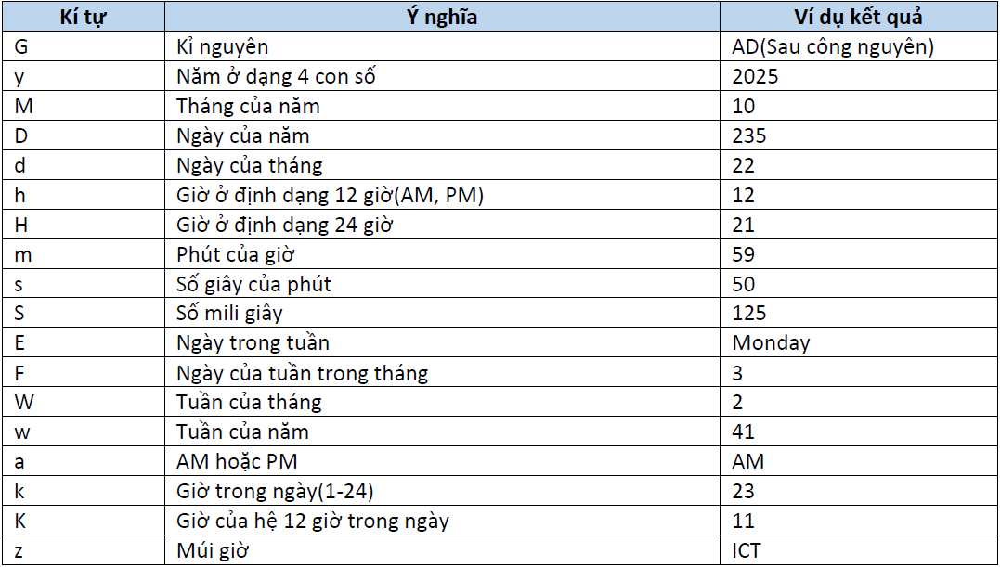 Kí tự Ý nghĩa Ví dụ kết quả
G Kỉ nguyên AD(Sau công nguyên)
y Năm ở dạng 4 con số 2025
M Tháng của năm 10
D Ngày của năm 235
d Ngày của tháng 22
h Giờ ở định dạng 12 giờ(AM, PM) 12
H Giờ ở định dạng 24 giờ 21
m Phút của giờ 59
s Số giây của phút 50
S Số mili giây 125
E Ngày trong tuần Monday
F Ngày của tuần trong tháng 3
W Tuần của tháng 2
w Tuần của năm 41
a AM hoặc PM AM
k Giờ trong ngày(1-24) 23
K Giờ của hệ 12 giờ trong ngày 11
z Múi giờ ICT